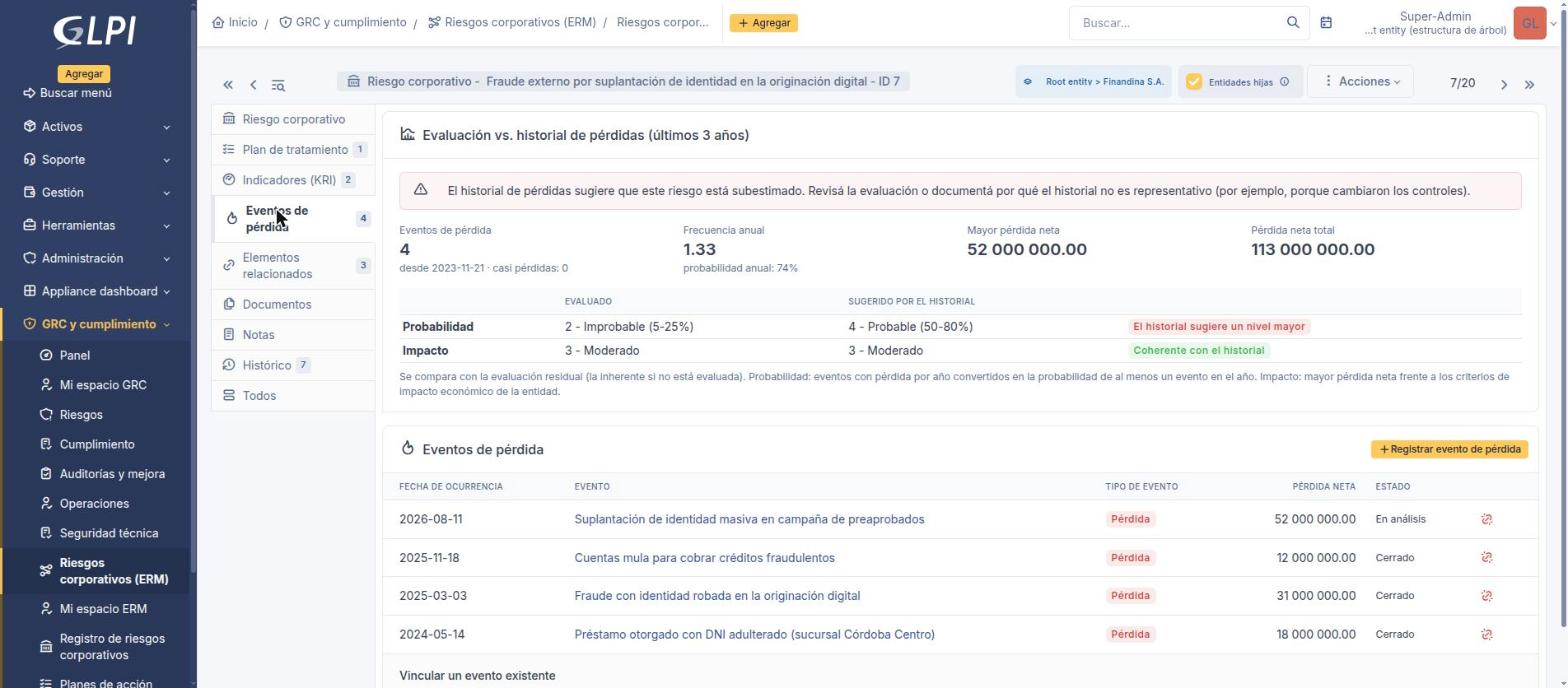 GLPI
Agregar
Buscar menú
Activos
Soporte
Gestión
Herramientas
Administración
Appliance dashboard
GRC y cumplimiento
Panel
Mi espacio GRC
Riesgos
Cumplimiento
Auditorías y mejora
Operaciones
Seguridad técnica
Riesgos
corporativos (ERM)
Mi espacio ERM
Registro de riesgos
corporativos
Planes de acción
Inicio / GRC y cumplimiento / Riesgos corporativos (ERM) / Riesgos corpor...
+ Agregar
Buscar...
Super-Admin
...t entity (estructura de árbol)
GL
Riesgo corporativo - Fraude externo por suplantación de identidad en la originación digital - ID 7
Root entity > Finandina S.A.
Entidades hijas
Acciones
7/20
Riesgo corporativo
Plan de tratamiento 1
Indicadores (KRI) 2
Eventos de
pérdida 4
Elementos
relacionados 3
Documentos
Notas
Histórico 7
Todos
Evaluación vs. historial de pérdidas (últimos 3 años)
El historial de pérdidas sugiere que este riesgo está subestimado. Revisá la evaluación o documentá por qué el historial no es representativo (por ejemplo, porque cambiaron los controles).
Eventos de pérdida
4
desde 2023-11-21 · casi pérdidas: 0
Frecuencia anual
1.33
probabilidad anual: 74%
Mayor pérdida neta
52 000 000.00
Pérdida neta total
113 000 000.00
EVALUADO SUGERIDO POR EL HISTORIAL
Probabilidad 2 - Improbable (5-25%) 4 - Probable (50-80%) El historial sugiere un nivel mayor
Impacto 3 - Moderado 3 - Moderado Coherente con el historial
Se compara con la evaluación residual (la inherente si no está evaluada). Probabilidad: eventos con pérdida por año convertidos en la probabilidad de al menos un evento en el año. Impacto: mayor pérdida neta frente a los criterios de
impacto económico de la entidad.
Eventos de pérdida
+ Registrar evento de pérdida
FECHA DE OCURRENCIA EVENTO TIPO DE EVENTO PÉRDIDA NETA ESTADO
2026-08-11 Suplantación de identidad masiva en campaña de preaprobados Pérdida 52 000 000.00 En análisis
2025-11-18 Cuentas mula para cobrar créditos fraudulentos Pérdida 12 000 000.00 Cerrado
2025-03-03 Fraude con identidad robada en la originación digital Pérdida 31 000 000.00 Cerrado
2024-05-14 Préstamo otorgado con DNI adulterado (sucursal Córdoba Centro) Pérdida 18 000 000.00 Cerrado
Vincular un evento existente